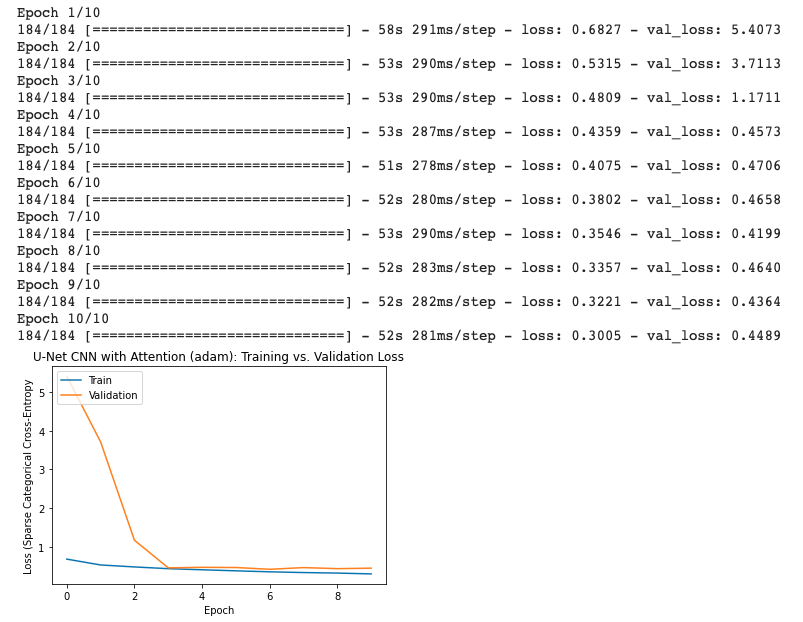 Epoch 1/10
184/184 [==============================] - 58s 291ms/step - loss: 0.6827 - val_loss: 5.4073
Epoch 2/10
184/184 [==============================] - 53s 290ms/step - loss: 0.5315 - val_loss: 3.7113
Epoch 3/10
184/184 [==============================] - 53s 290ms/step - loss: 0.4809 - val_loss: 1.1711
Epoch 4/10
184/184 [==============================] - 53s 287ms/step - loss: 0.4359 - val_loss: 0.4573
Epoch 5/10
184/184 [==============================] - 51s 278ms/step - loss: 0.4075 - val_loss: 0.4706
Epoch 6/10
184/184 [==============================] - 52s 280ms/step - loss: 0.3802 - val_loss: 0.4658
Epoch 7/10
184/184 [==============================] - 53s 290ms/step - loss: 0.3546 - val_loss: 0.4199
Epoch 8/10
184/184 [==============================] - 52s 283ms/step - loss: 0.3357 - val_loss: 0.4640
Epoch 9/10
184/184 [==============================] - 52s 282ms/step - loss: 0.3221 - val_loss: 0.4364
Epoch 10/10
184/184 [==============================] - 52s 281ms/step - loss: 0.3005 - val_loss: 0.4489
U-Net CNN with Attention (adam): Training vs. Validation Loss
Train
Validation
Loss (Sparse Categorical Cross-Entropy
5
4
3
2
1
0 2 4 6 8
Epoch